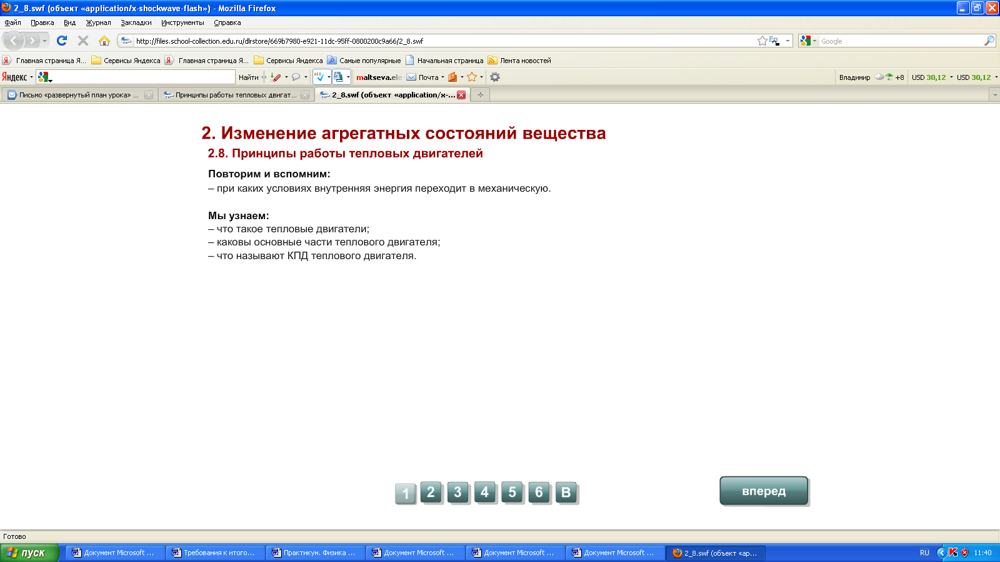 2_8.swf (объект «application/x-shockwave-flash») - Mozilla Firefox
Файл Правка Вид Журнал Закладки Инструменты Справка
http://files.school-collection.edu.ru/dlrstore/669b7980-e921-11dc-95ff-0800200c9a66/2_8.swf
Google
Главная страница Я... Сервисы Яндекса Главная страница Я... Сервисы Яндекса Самые популярные Начальная страница Лента новостей
Яндекс Найти maltseva.ele Почта Владимир +8 USD 30,12 USD 30,12
Письмо «развернутый план урока» ... Принципы работы тепловых двигат... 2_8.swf (объект «application/x-...
2. Изменение агрегатных состояний вещества
2.8. Принципы работы тепловых двигателей
Повторим и вспомним:
– при каких условиях внутренняя энергия переходит в механическую.
Мы узнаем:
– что такое тепловые двигатели;
– каковы основные части теплового двигателя;
– что называют КПД теплового двигателя.
1 2 3 4 5 6 В
вперед
Готово
пуск Документ Microsoft ... Требования к итого... Практикум. Физика ... Документ Microsoft ... Документ Microsoft ... Документ Microsoft ... 2_8.swf (объект «ap... RU 11:40